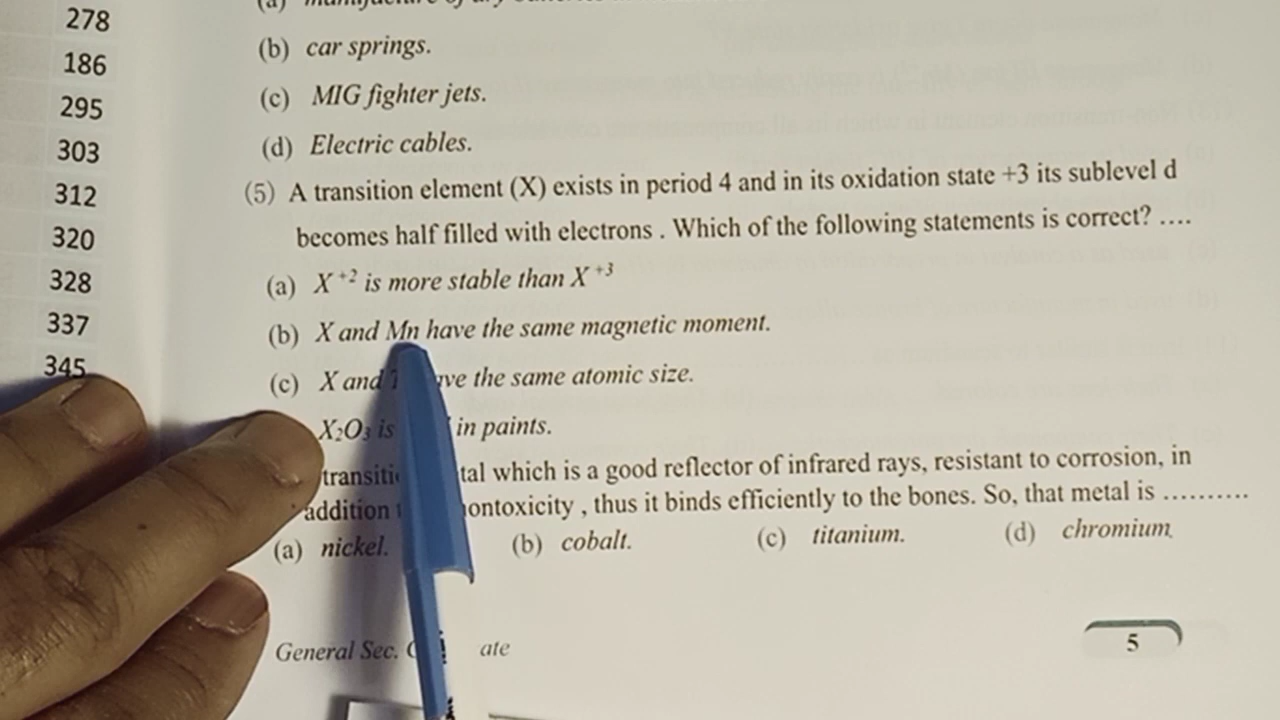 278
186
295
303
312
320
328
337
345
(b) car springs.
(c) MIG fighter jets.
(d) Electric cables.
(5) A transition element (X) exists in period 4 and in its oxidation state +3 its sublevel d
becomes half filled with electrons . Which of the following statements is correct? ....
(a) X +2 is more stable than X +3
(b) X and Mn have the same magnetic moment.
(c) X and the same atomic size.
X2O3 is in paints.
which is a good reflector of infrared rays, resistant to corrosion, in
addition , thus it binds efficiently to the bones. So, that metal is ..........
(a) nickel. (b) cobalt. (c) titanium. (d) chromium.
General Sec.
5